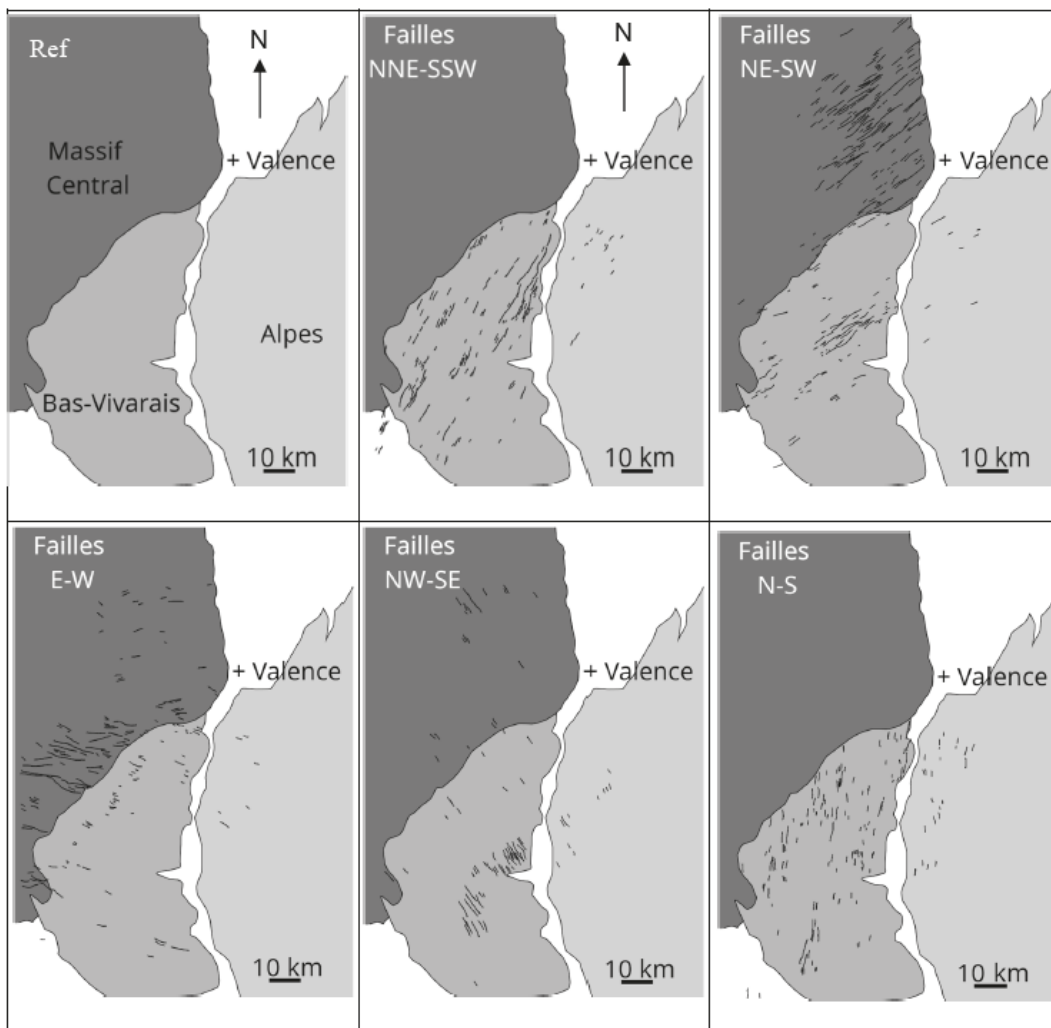 Ref
N
Massif
Central
+ Valence
Alpes
Bas-Vivarais
10 km
Failles
NNE-SSW
N
+ Valence
10 km
Failles
NE-SW
+ Valence
10 km
Failles
E-W
+ Valence
10 km
Failles
NW-SE
+ Valence
10 km
Failles
N-S
+ Valence
10 km